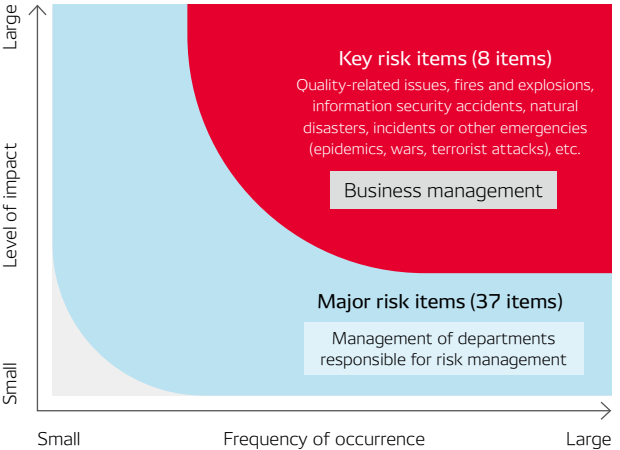 Large
Level of impact
Small
Key risk items (8 items)
Quality-related issues, fires and explosions,
information security accidents, natural
disasters, incidents or other emergencies
(epidemics, wars, terrorist attacks), etc.
Business management
Major risk items (37 items)
Management of departments
responsible for risk management
Small
Frequency of occurrence
Large